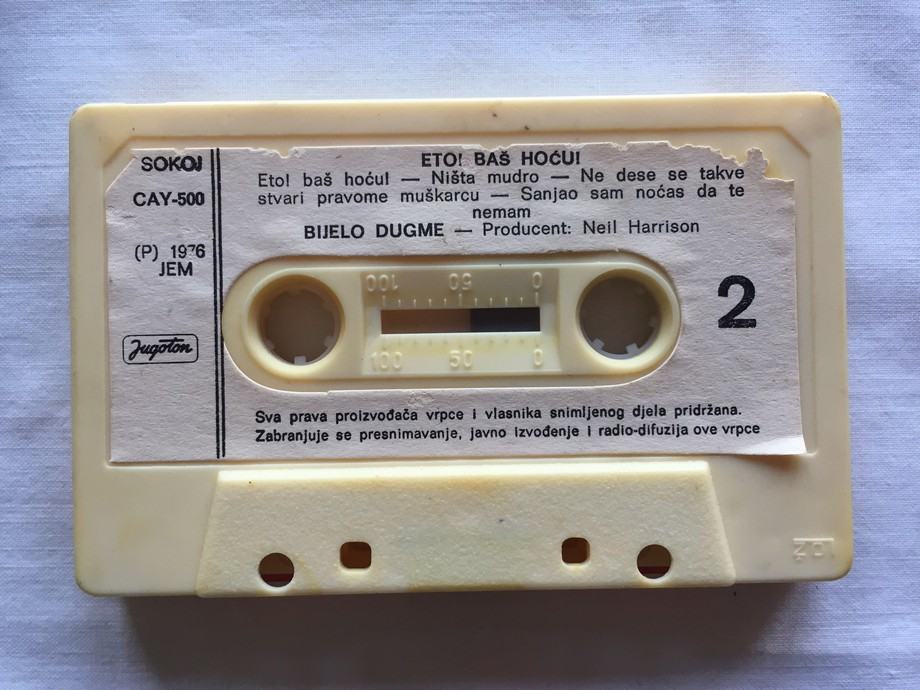 SOKOJ
CAY-500
(P) 1976
JEM
Jugoton
ETO! BAŠ HOĆU!
Eto! baš hoću! — Ništa mudro — Ne dese se takve
stvari pravome muškarcu — Sanjao sam noćas da te
nemam
BIJELO DUGME — Producent: Neil Harrison
100 50 0
100 50 0
2
Sva prava proizvođača vrpce i vlasnika snimljenog djela pridržana.
Zabranjuje se presnimavanje, javno izvođenje i radio-difuzija ove vrpce